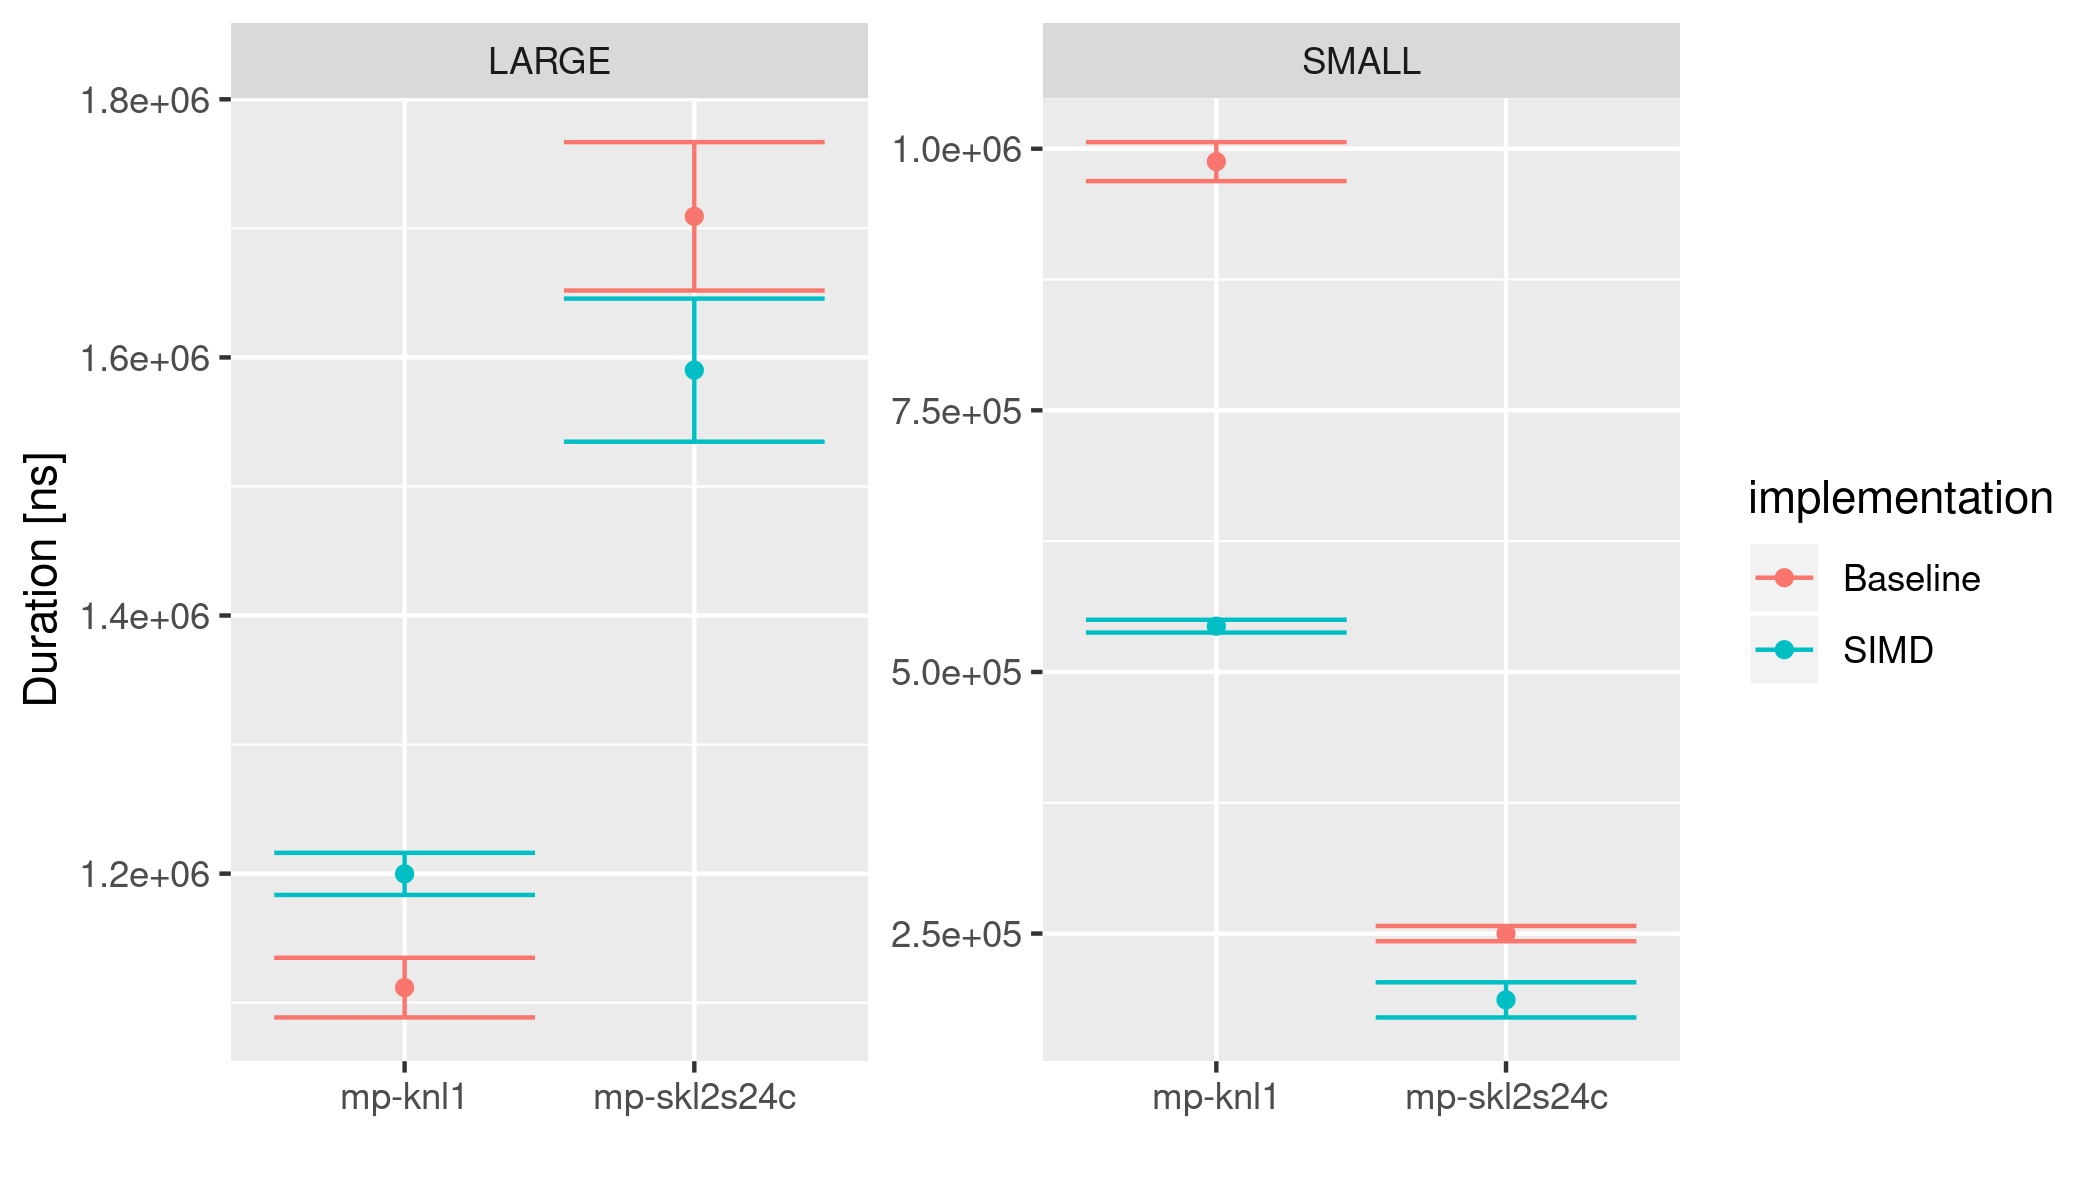 LARGE
SMALL
1.8e+06
1.6e+06
1.4e+06
1.2e+06
1.0e+06
7.5e+05
5.0e+05
2.5e+05
Duration [ns]
mp-knl1
mp-skl2s24c
mp-knl1
mp-skl2s24c
implementation
Baseline
SIMD